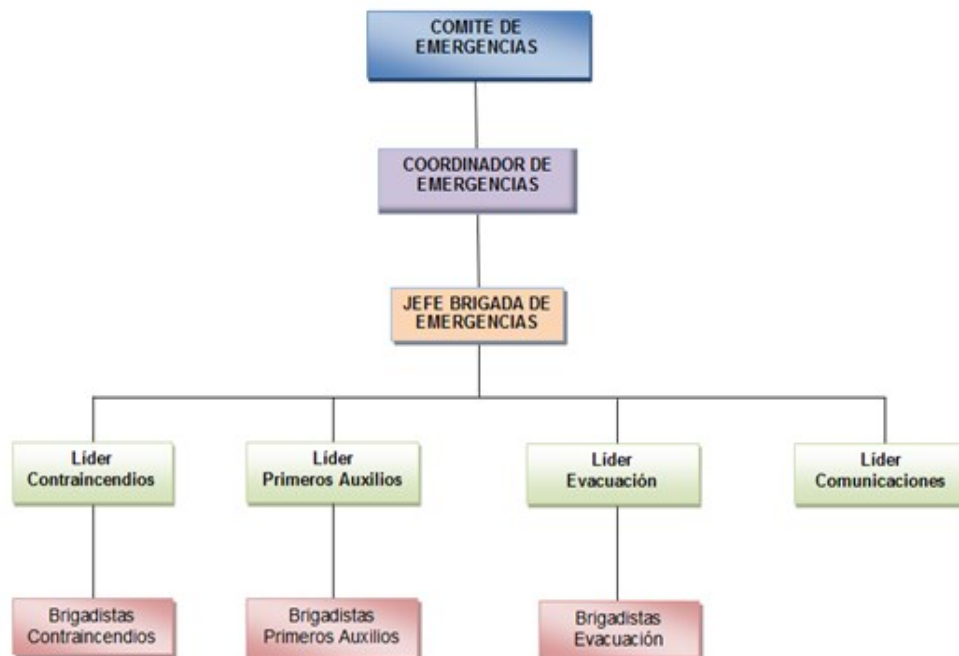 COMITE DE
EMERGENCIAS
COORDINADOR DE
EMERGENCIAS
JEFE BRIGADA DE
EMERGENCIAS
Líder
Contraincendios
Líder
Primeros Auxilios
Líder
Evacuación
Líder
Comunicaciones
Brigadistas
Contraincendios
Brigadistas
Primeros Auxilios
Brigadistas
Evacuación